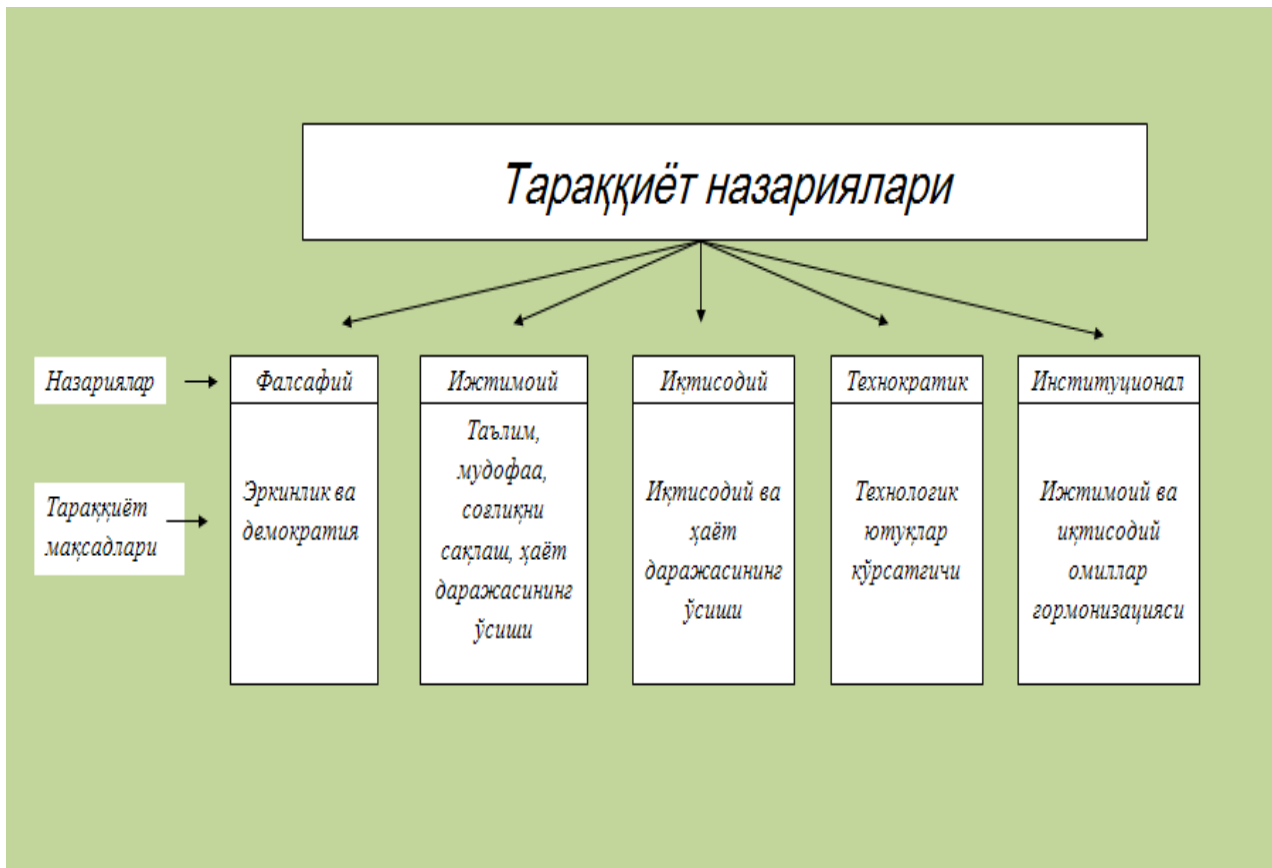 Тараққиёт назариялари
Назариялар
Фалсафий
Ижтимоий
Иқтисодий
Технократик
Институционал
Тараққиёт
мақсадлари
Эркинлик ва
демократия
Таълим,
мудофаа,
соғлиқни
сақлаш, ҳаёт
даражасининг
ўсиши
Иқтисодий ва
ҳаёт
даражасининг
ўсиши
Технологик
ютуқлар
кўрсатгичи
Ижтимоий ва
иқтисодий
омиллар
гормонизацияси